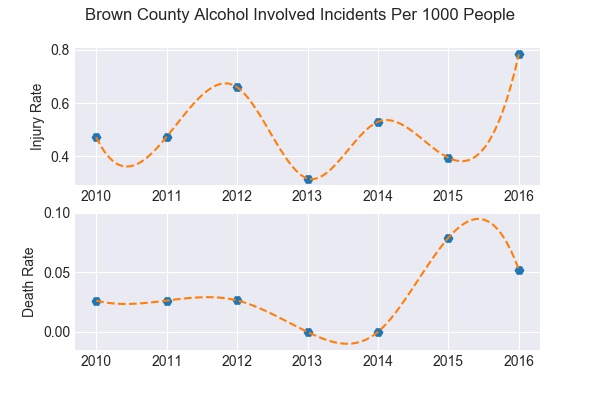 Brown County Alcohol Involved Incidents Per 1000 People
Injury Rate
0.8
0.6
0.4
2010 2011 2012 2013 2014 2015 2016
Death Rate
0.10
0.05
0.00
2010 2011 2012 2013 2014 2015 2016